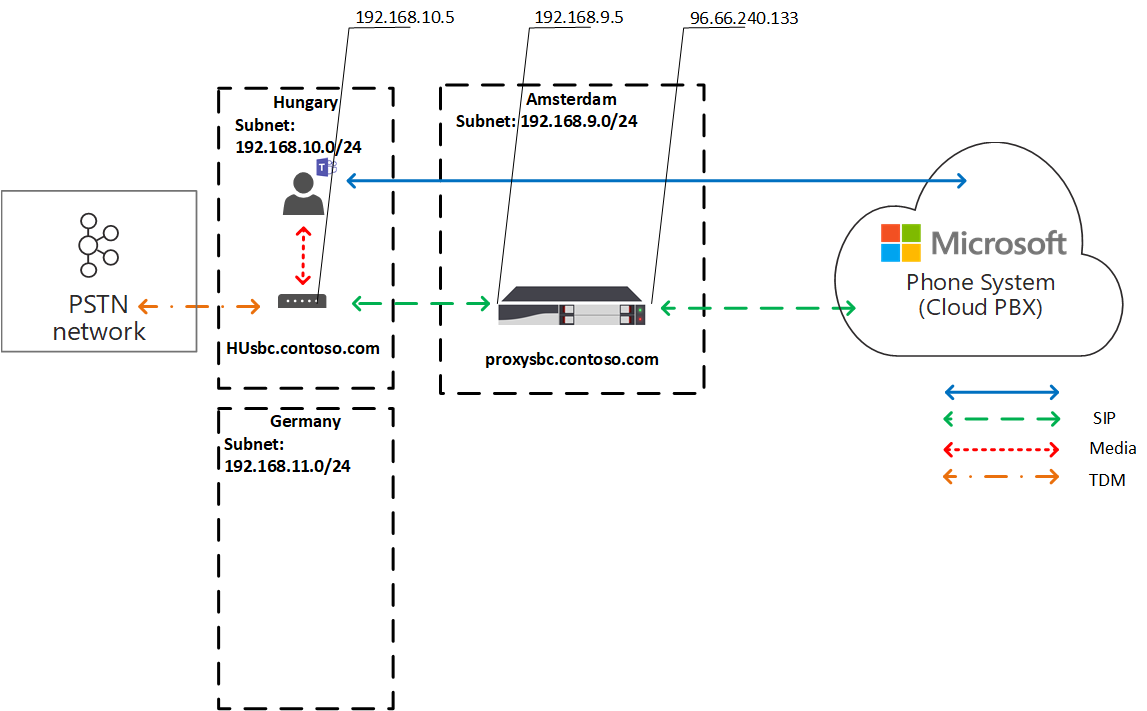 192.168.10.5
192.168.9.5
96.66.240.133
Hungary
Subnet:
192.168.10.0/24
T
Amsterdam
Subnet: 192.168.9.0/24
Microsoft
Phone System
(Cloud PBX)
PSTN
network
HUsbc.contoso.com
proxysbc.contoso.com
Germany
Subnet:
192.168.11.0/24
SIP
Media
TDM